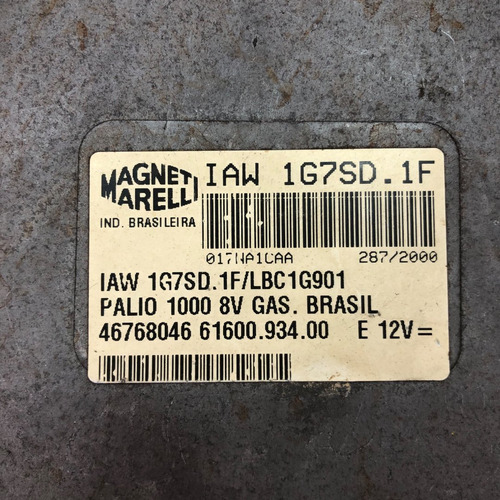 MAGNETI MARELLI
IAW 1G7SD.1F
IND. BRASILEIRA
017NA1CAA 287/2000
IAW 1G7SD.1F/LBC1G901
PALIO 1000 8V GAS. BRASIL
46768046 61600.934.00 E 12V=